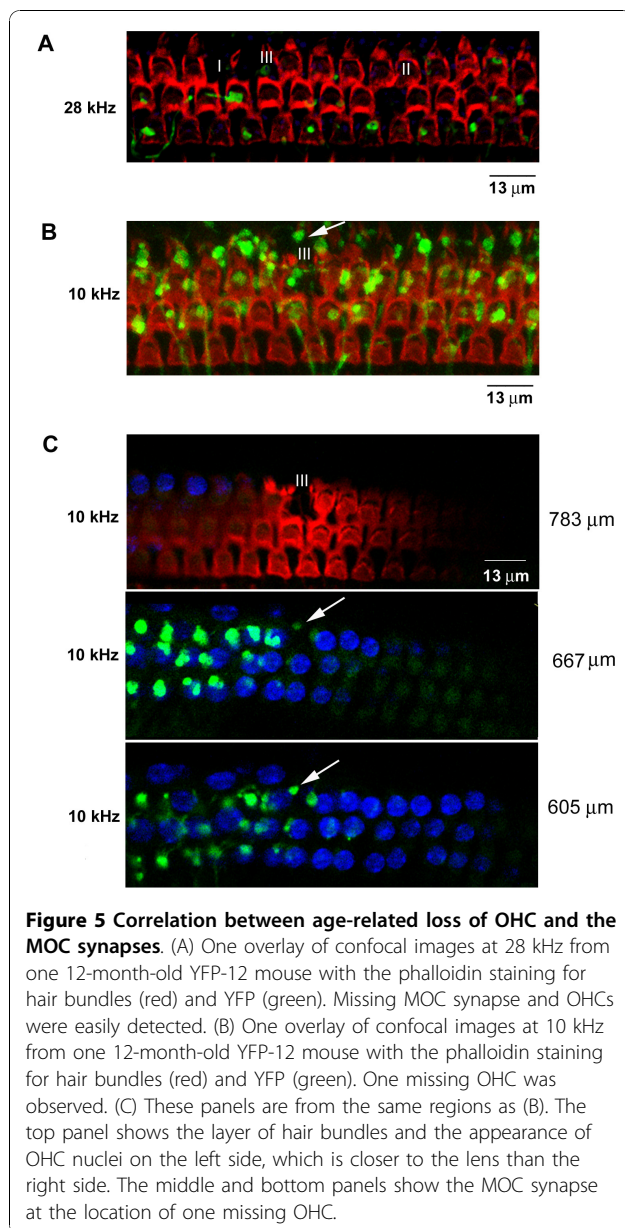 A
I
III
II
28 kHz
13 μm
B
III
10 kHz
13 μm
C
III
10 kHz
783 μm
13 μm
10 kHz
667 μm
10 kHz
605 μm
Figure 5 Correlation between age-related loss of OHC and the
MOC synapses. (A) One overlay of confocal images at 28 kHz from
one 12-month-old YFP-12 mouse with the phalloidin staining for
hair bundles (red) and YFP (green). Missing MOC synapse and OHCs
were easily detected. (B) One overlay of confocal images at 10 kHz
from one 12-month-old YFP-12 mouse with the phalloidin staining
for hair bundles (red) and YFP (green). One missing OHC was
observed. (C) These panels are from the same regions as (B). The
top panel shows the layer of hair bundles and the appearance of
OHC nuclei on the left side, which is closer to the lens than the
right side. The middle and bottom panels show the MOC synapse
at the location of one missing OHC.